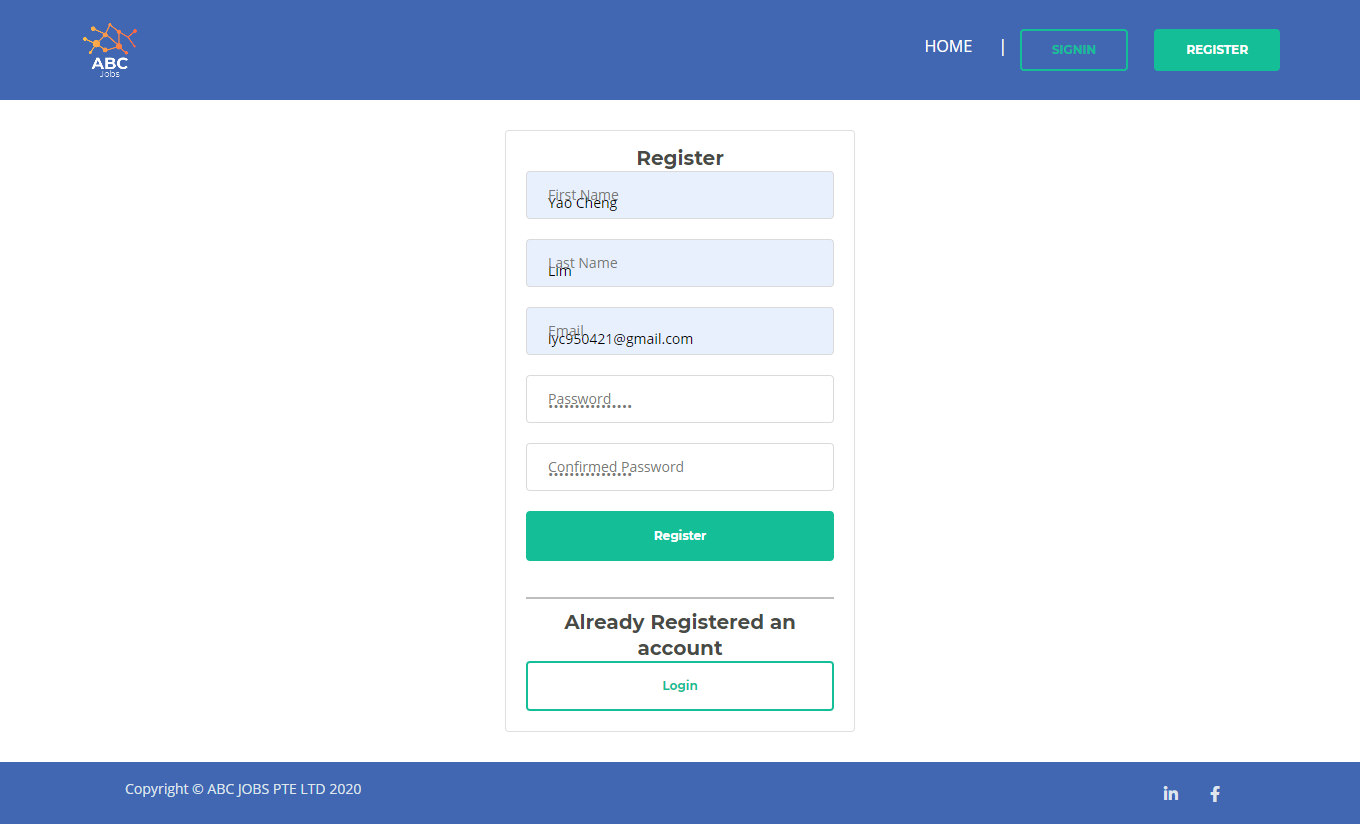 ABC
Jobs
HOME | SIGNIN REGISTER
Register
First Name
Yao Cheng
Last Name
Lim
Email
lyc950421@gmail.com
Password
••••••••••••••••
Confirmed Password
••••••••••••••••
Register
Already Registered an
account
Login
Copyright © ABC JOBS PTE LTD 2020
in f